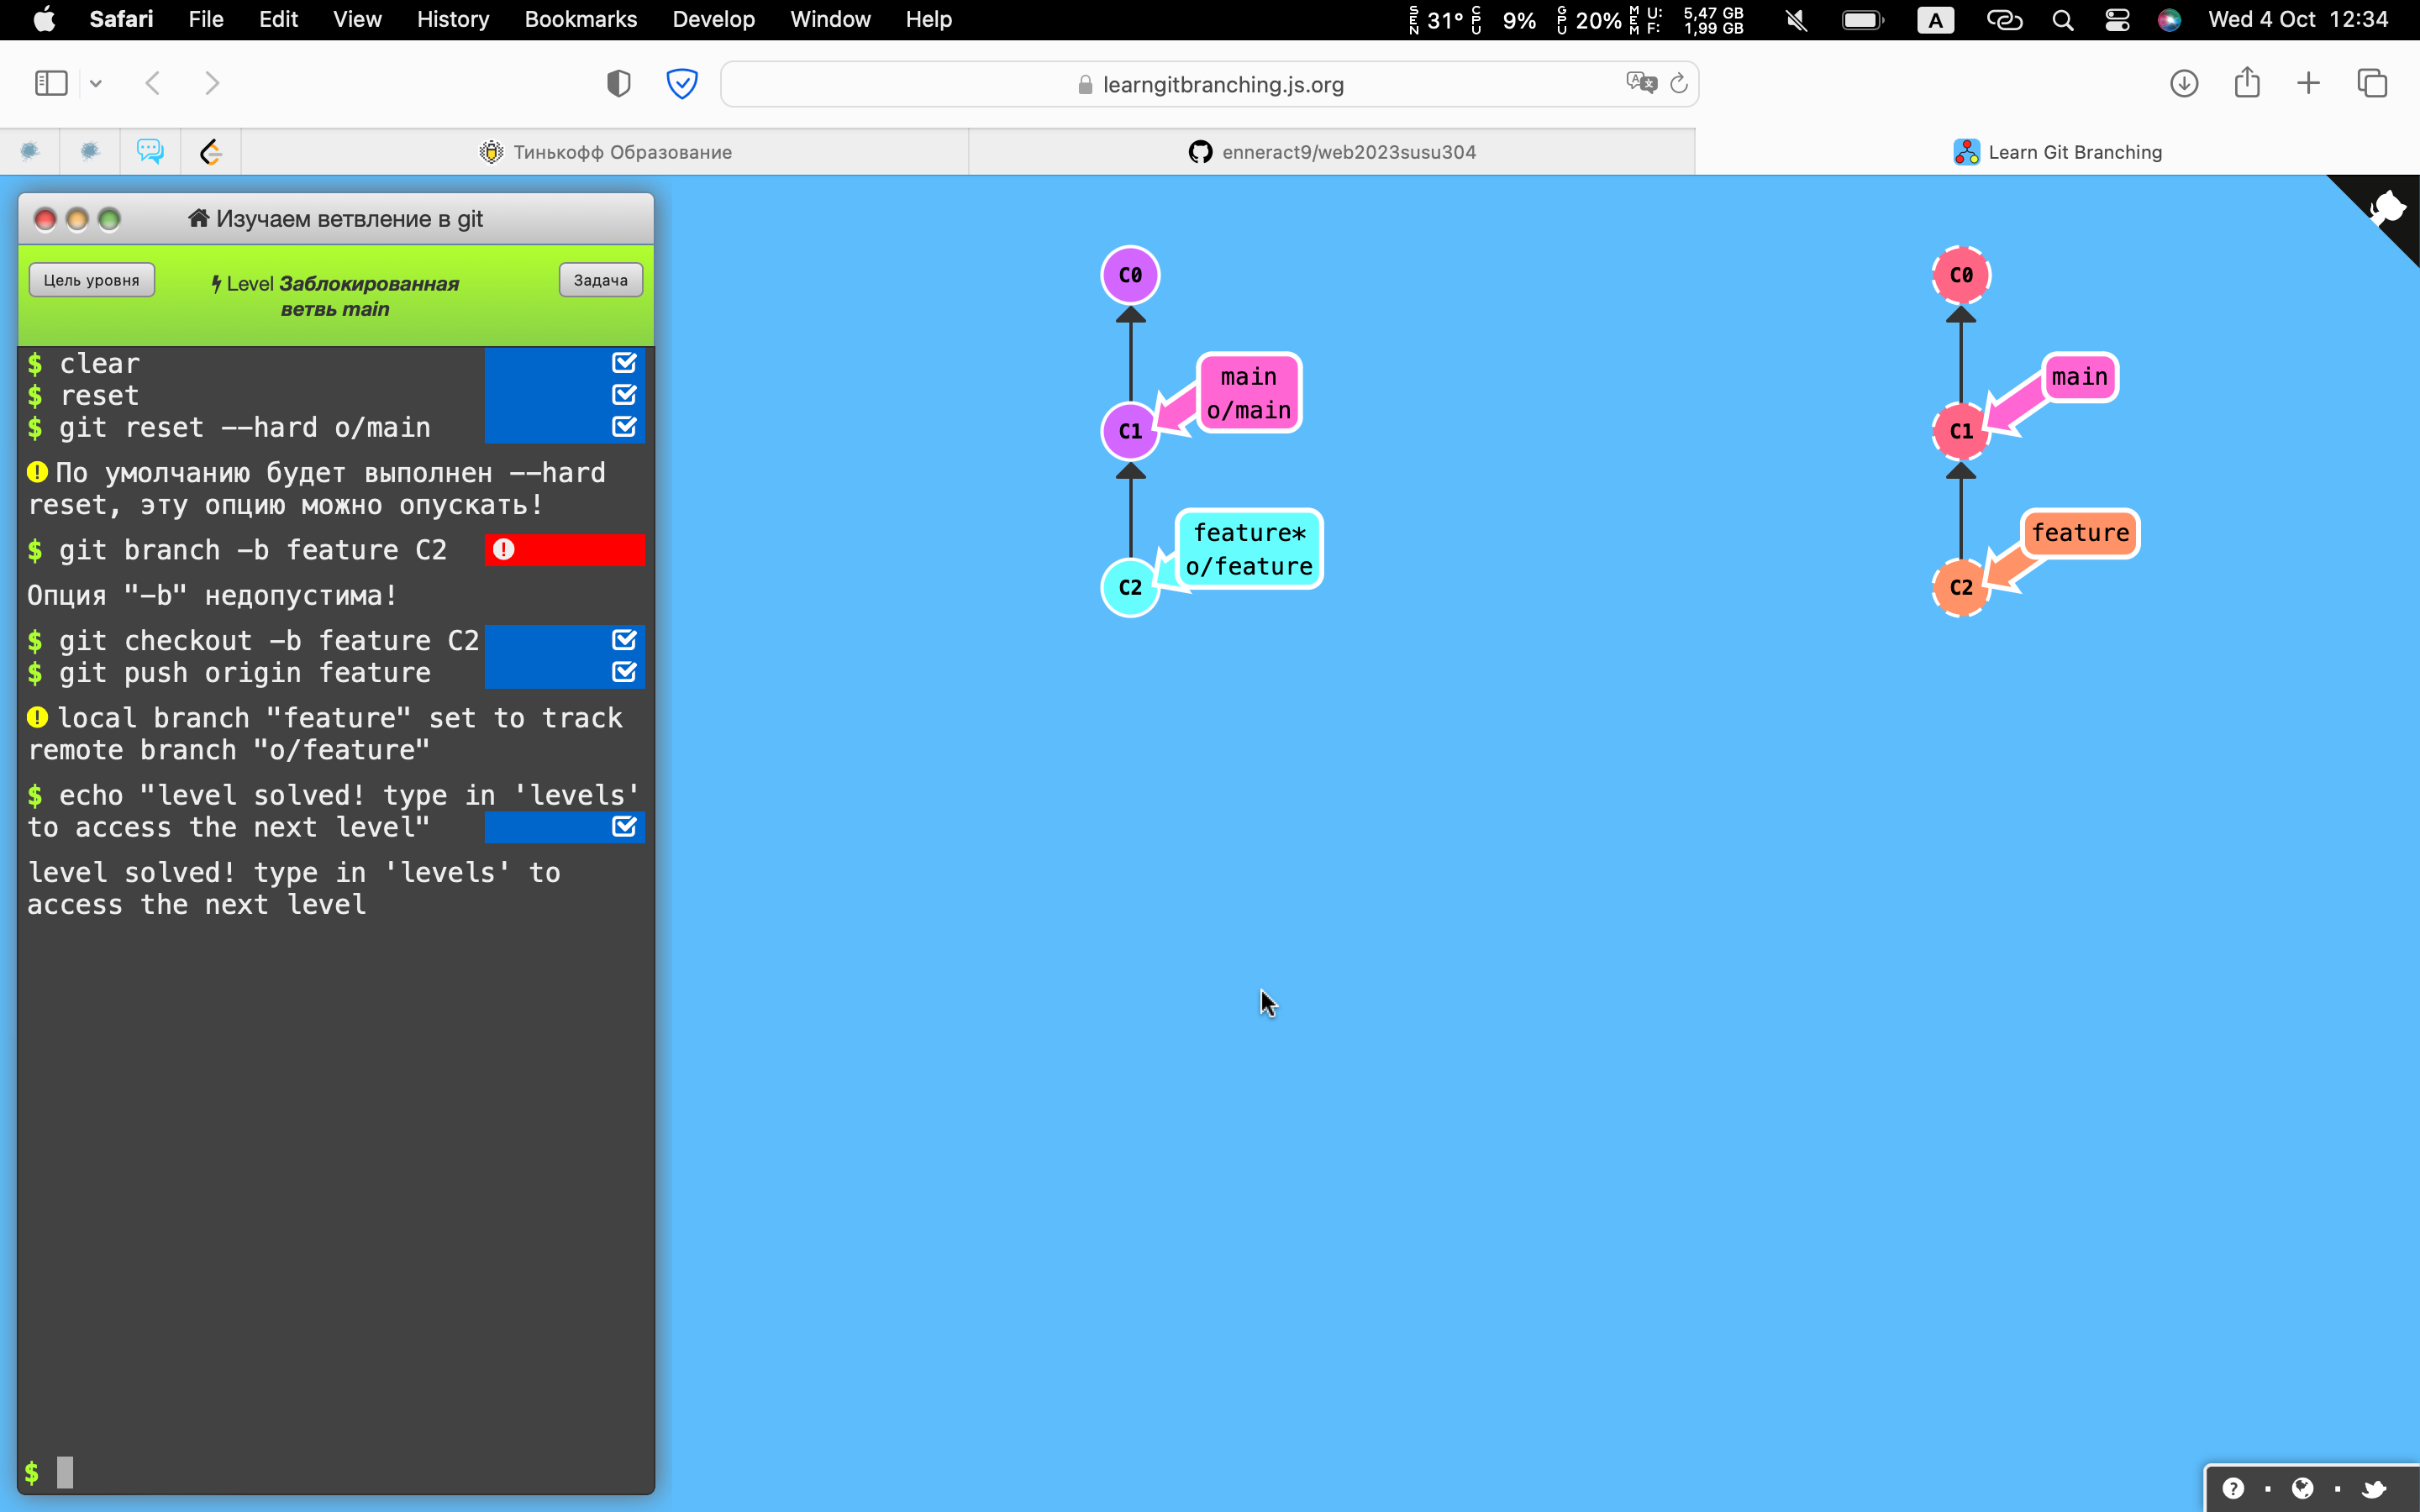 Safari File Edit View History Bookmarks Develop Window Help
SEN 31° CPU 9% GPU 20% MEM U: 5,47 GB F: 1,99 GB A Wed 4 Oct 12:34
learngitbranching.js.org
Тинькофф Образование
enneract9/web2023susu304
Learn Git Branching
Изучаем ветвление в git
Цель уровня
Level Заблокированная
ветвь main
Задача
$ clear
$ reset
$ git reset --hard o/main
По умолчанию будет выполнен --hard
reset, эту опцию можно опускать!
$ git branch -b feature C2
Опция "-b" недопустима!
$ git checkout -b feature C2
$ git push origin feature
local branch "feature" set to track
remote branch "o/feature"
$ echo "level solved! type in 'levels'
to access the next level"
level solved! type in 'levels' to
access the next level
$
C0
main
o/main
C1
feature*
o/feature
C2
C0
main
C1
feature
C2